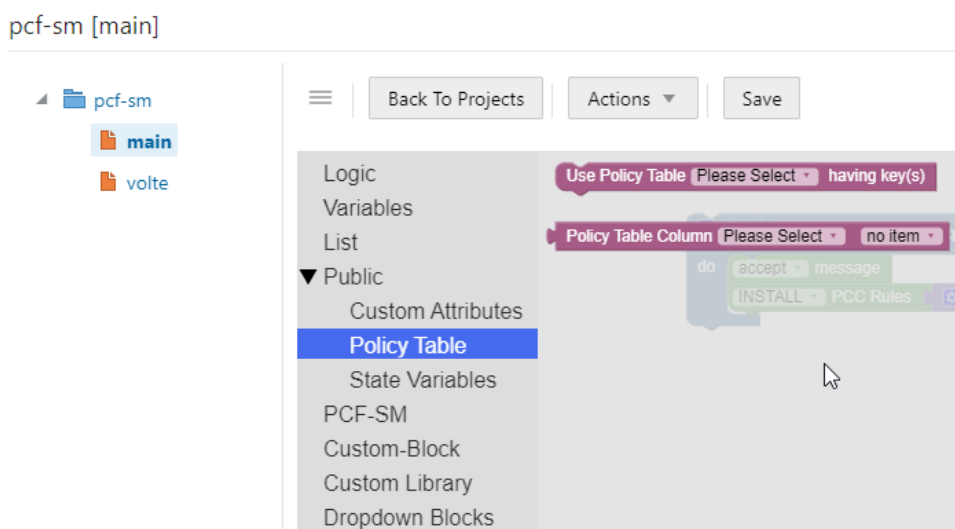 pcf-sm [main]
pcf-sm
main
volte
Back To Projects
Actions
Save
Logic
Variables
List
Public
Custom Attributes
Policy Table
State Variables
PCF-SM
Custom-Block
Custom Library
Dropdown Blocks
Use Policy Table Please Select having key(s)
Policy Table Column Please Select no item
do accept message
INSTALL PCC Rules